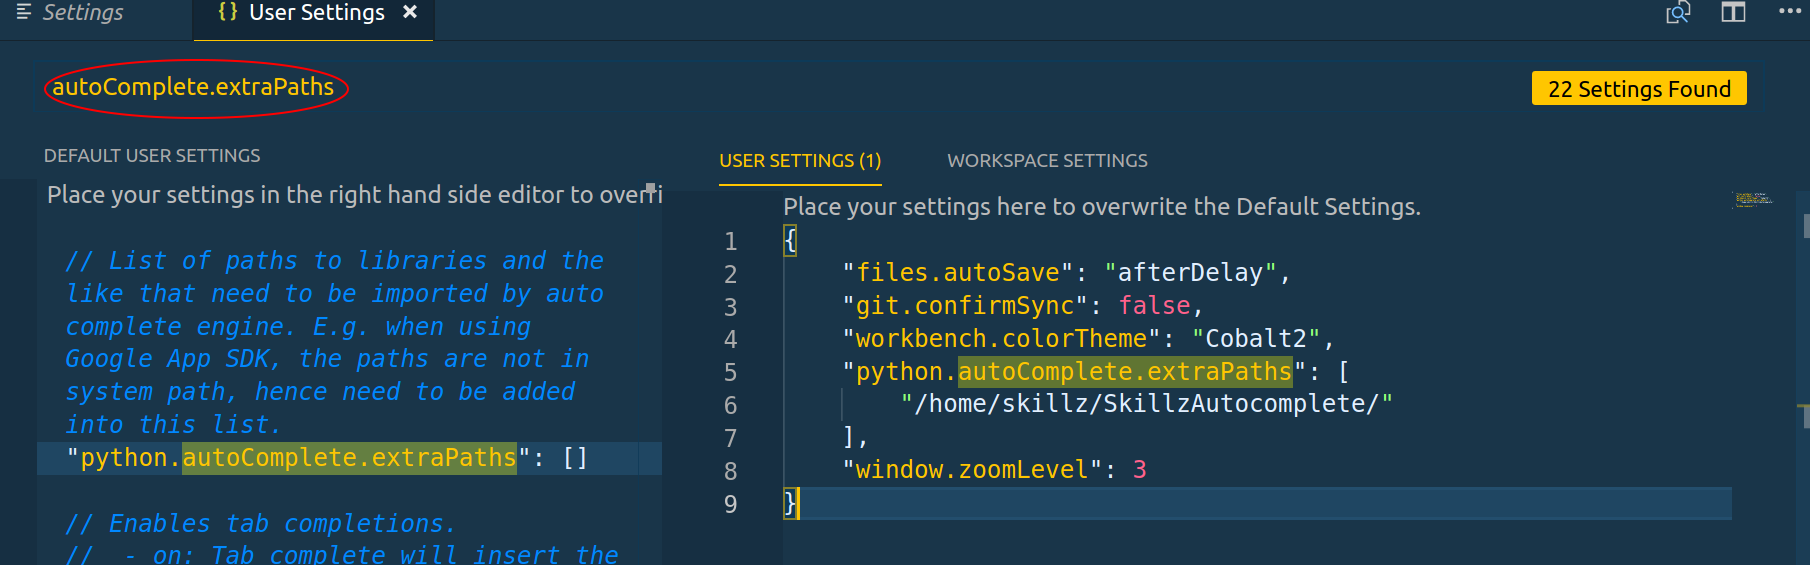 Settings
{ } User Settings ×
autoComplete.extraPaths
22 Settings Found
DEFAULT USER SETTINGS
Place your settings in the right hand side editor to overri
// List of paths to libraries and the
like that need to be imported by auto
complete engine. E.g. when using
Google App SDK, the paths are not in
system path, hence need to be added
into this list.
"python.autoComplete.extraPaths": []
// Enables tab completions.
//  - on: Tab complete will insert the
USER SETTINGS (1)
WORKSPACE SETTINGS
Place your settings here to overwrite the Default Settings.
1 {
2     "files.autoSave": "afterDelay",
3     "git.confirmSync": false,
4     "workbench.colorTheme": "Cobalt2",
5     "python.autoComplete.extraPaths": [
6         "/home/skillz/SkillzAutocomplete/"
7     ],
8     "window.zoomLevel": 3
9 }